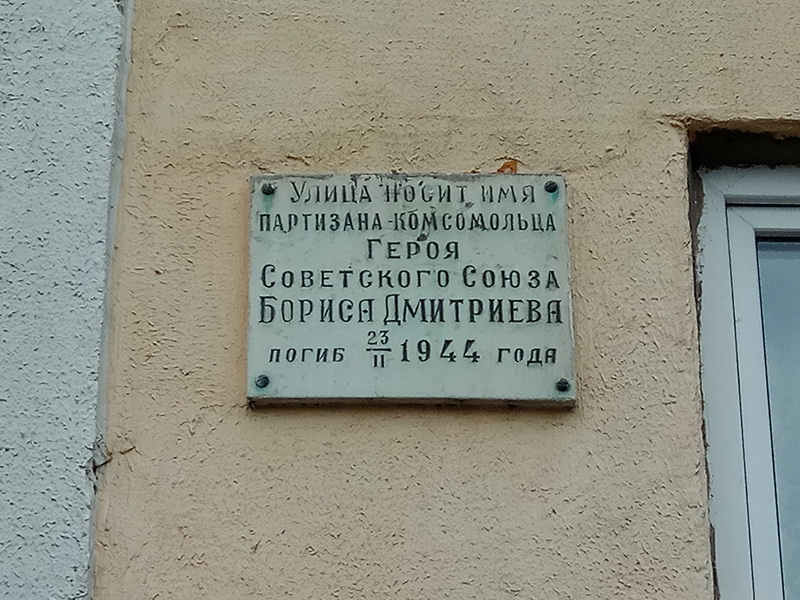 Улица носит имя
партизана-комсомольца
Героя
Советского Союза
Бориса Дмитриева
погиб 23/II 1944 года